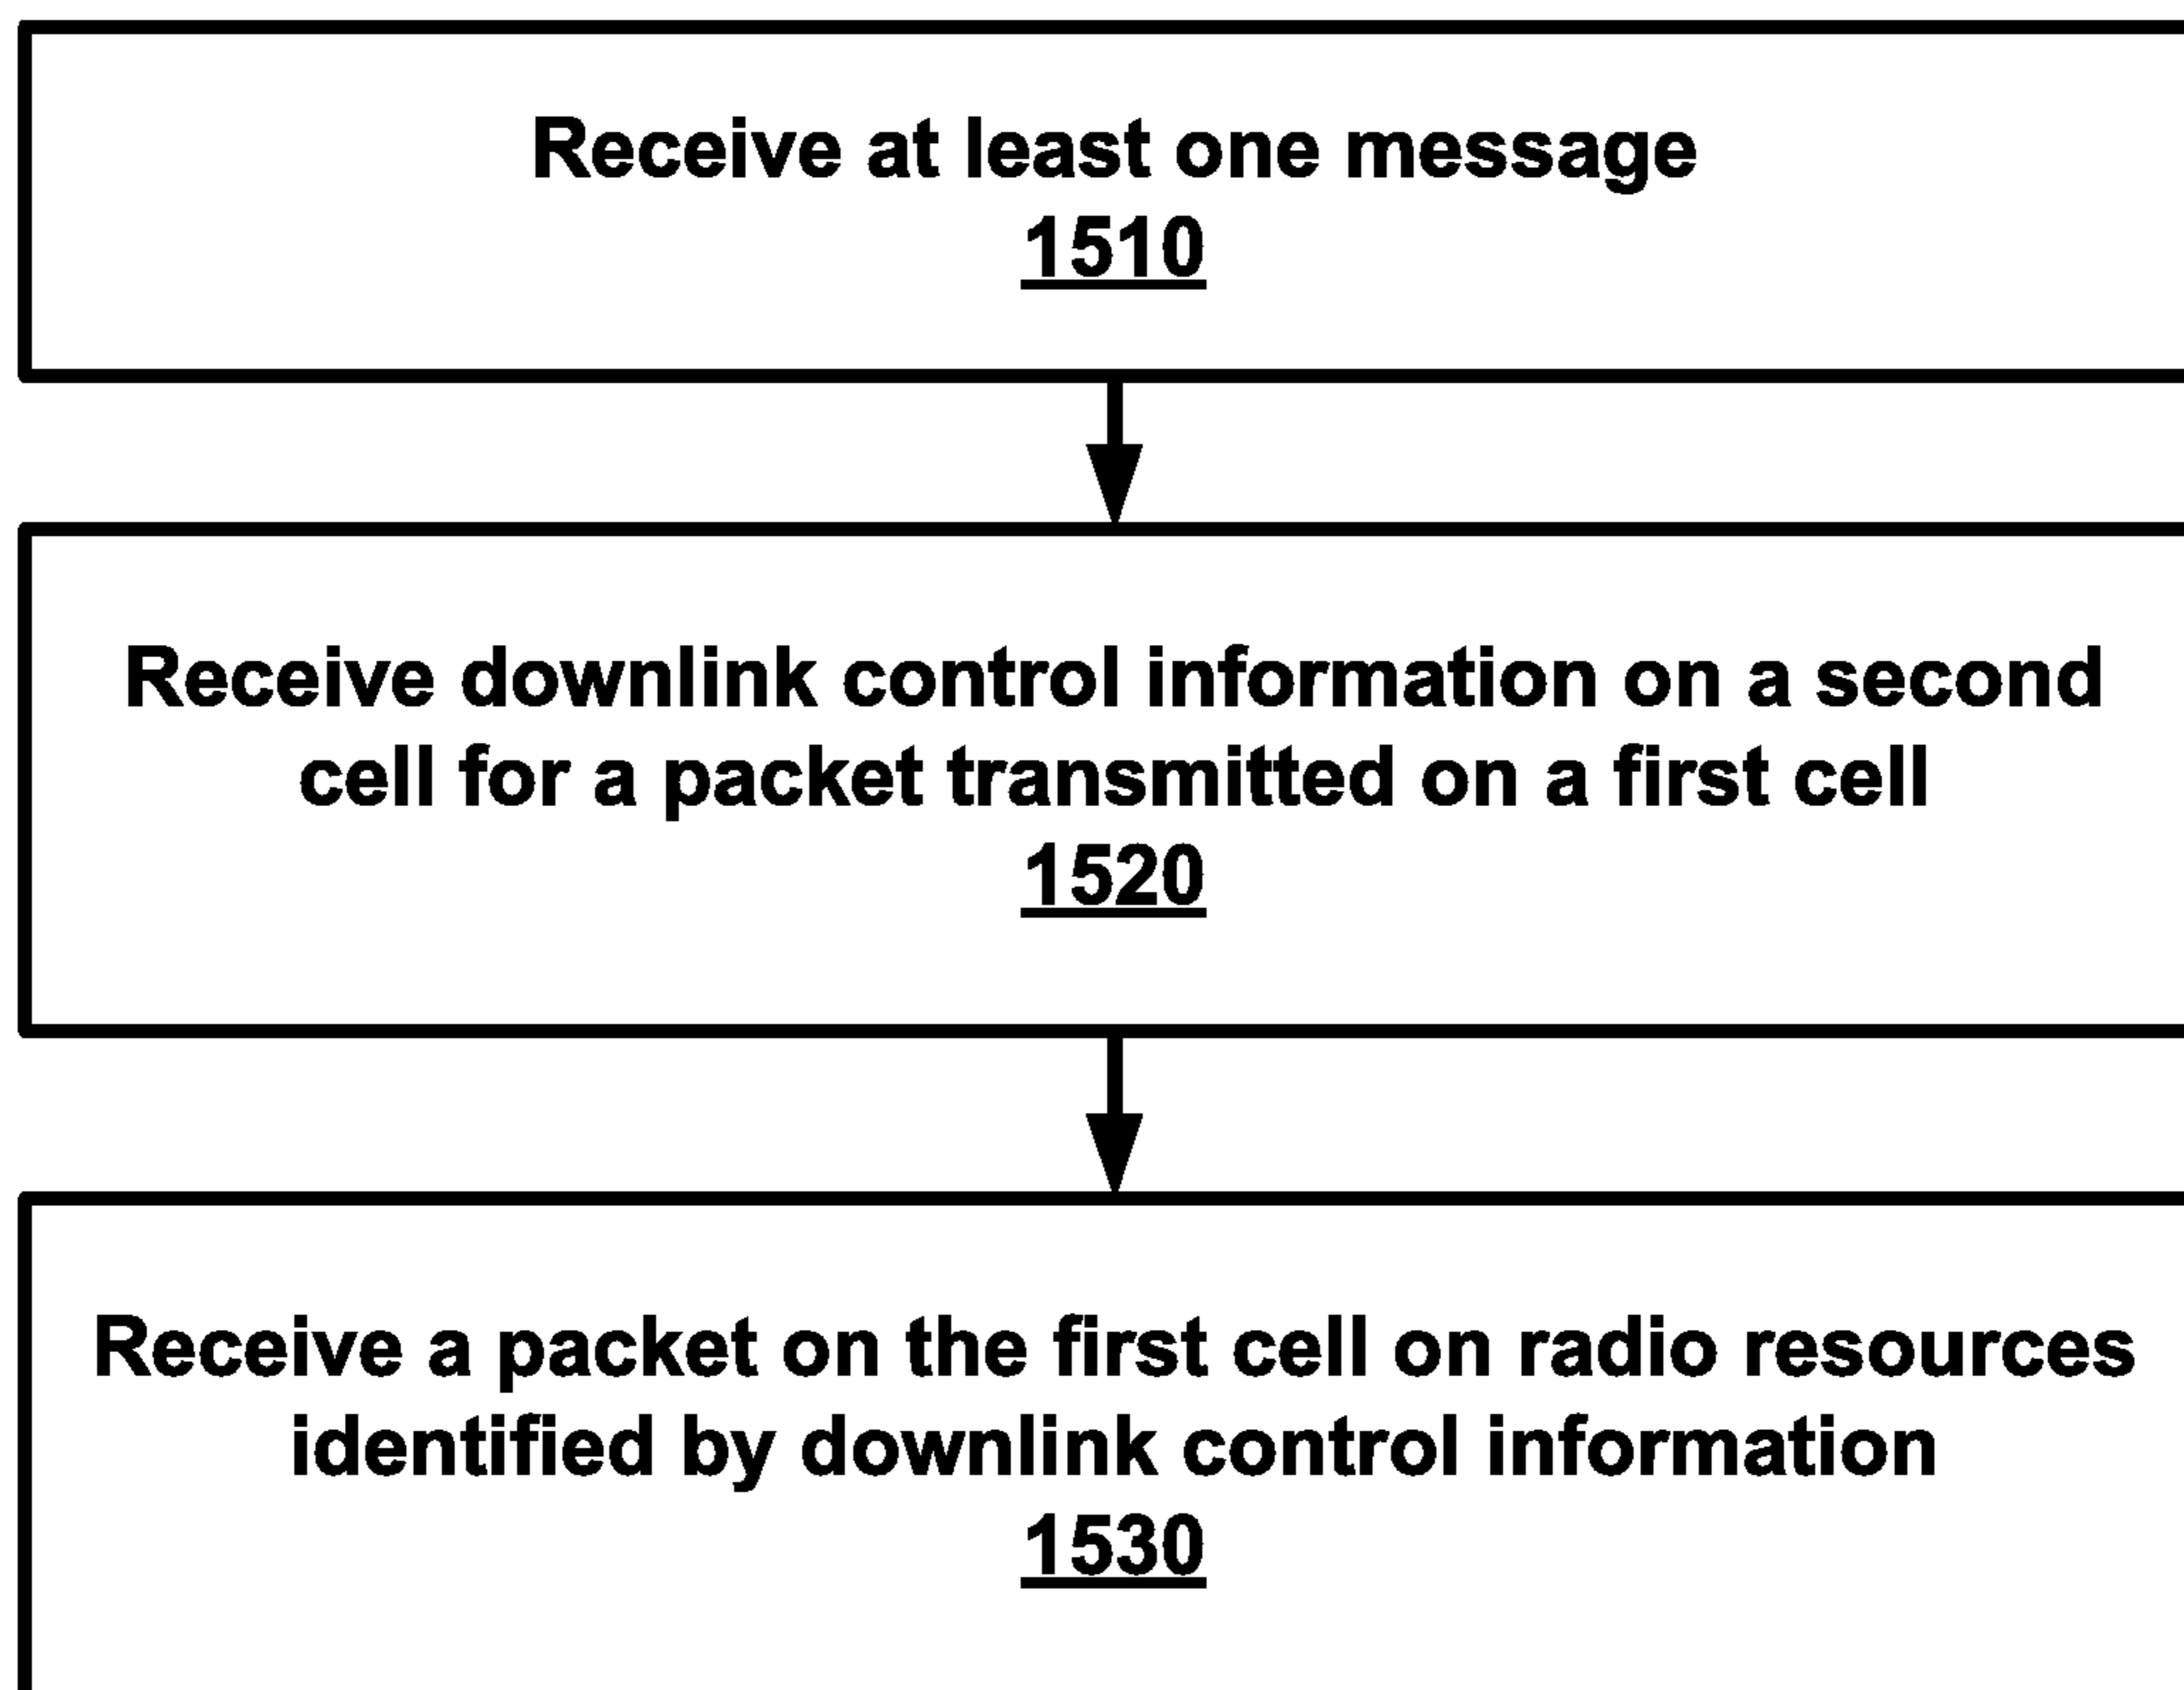 Receive at least one message
1510
Receive downlink control information on a second
cell for a packet transmitted on a first cell
1520
Receive a packet on the first cell on radio resources
identified by downlink control information
1530